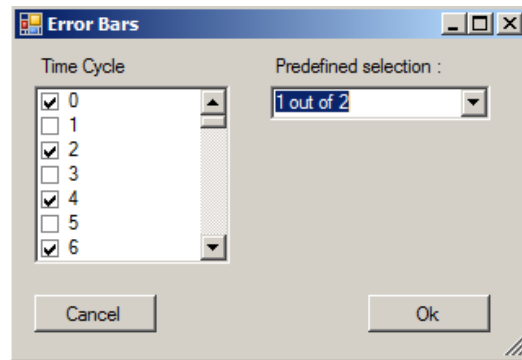 Error Bars
Time Cycle
0
1
2
3
4
5
6
Predefined selection :
1 out of 2
Cancel
Ok